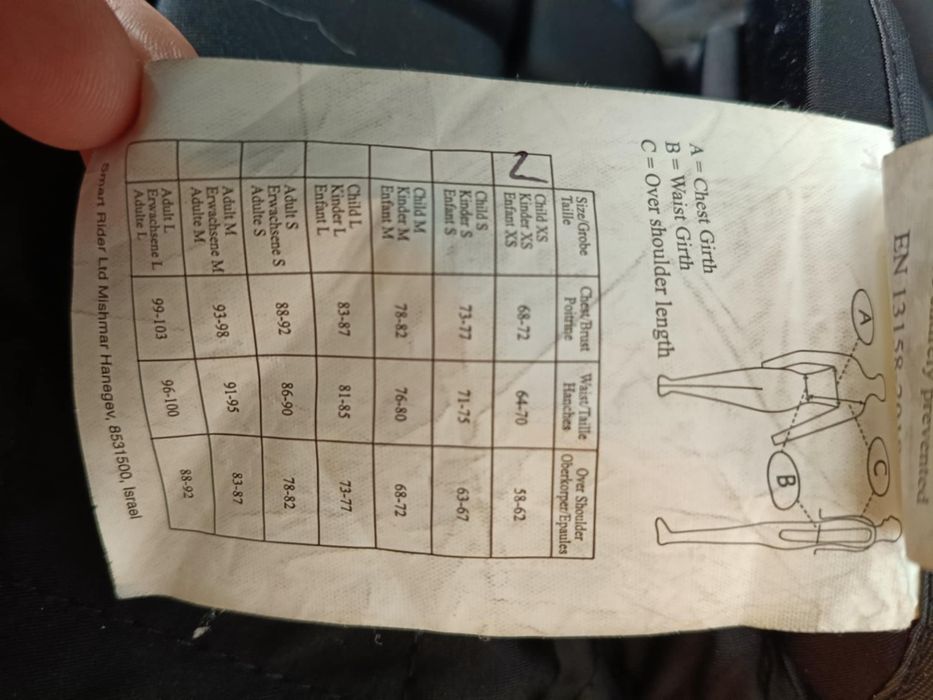 prevented
EN 13158
A
C
B
A = Chest Girth
B = Waist Girth
C = Over shoulder length
Size/Grobe Taille Chest/Brust Poitrine Waist/Taille Hanches Over Shoulder Oberkorper/Epaules
Child XS
Kinder XS 68-72 64-70 58-62
Enfant XS
Child S
Kinder S 73-77 71-75 63-67
Enfant S
Child M
Kinder M 78-82 76-80 68-72
Enfant M
Child L
Kinder L 83-87 81-85 73-77
Enfant L
Adult S
Erwachsene S 88-92 86-90 78-82
Adulte S
Adult M
Erwachsene M 93-98 91-95 83-87
Adulte M
Adult L
Erwachsene L 99-103 96-100 88-92
Adulte L
Smart Rider Ltd Mishmar Hanegev, 8531500, Israel